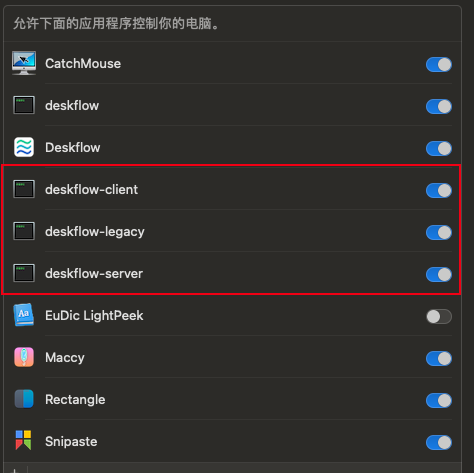 允许下面的应用程序控制你的电脑。
CatchMouse
deskflow
Deskflow
deskflow-client
deskflow-legacy
deskflow-server
Aa EuDic LightPeek
Maccy
Rectangle
Snipaste